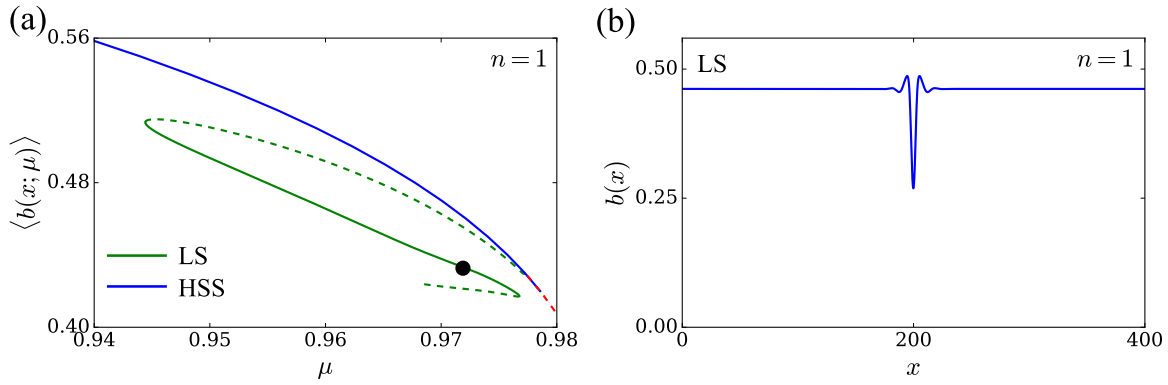 (a)
0.56
n = 1
0.48
⟨b(x; μ)⟩
LS
HSS
0.40
0.94
0.95
0.96
0.97
0.98
μ
(b)
LS
n = 1
0.50
0.25
b(x)
0.00
0
200
400
x